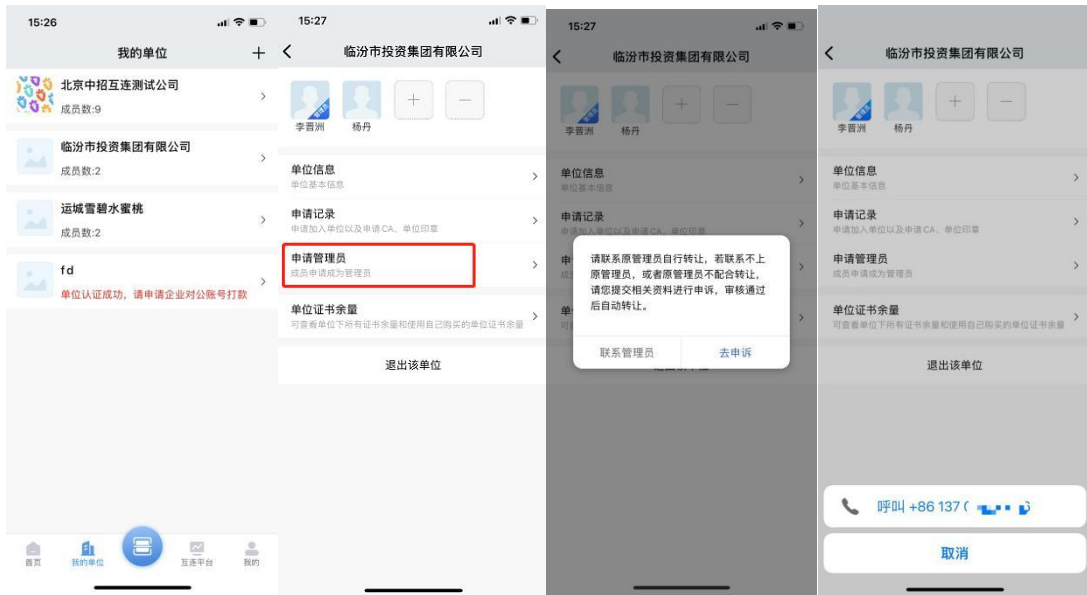 15:26
我的单位
北京中招互连测试公司
成员数:9
临汾市投资集团有限公司
成员数:2
运城雪碧水蜜桃
成员数:2
fd
单位认证成功，请申请企业对公账号打款
首页
我的单位
互连平台
我的
15:27
临汾市投资集团有限公司
李晋洲
杨丹
单位信息
单位基本信息
申请记录
申请加入单位以及申请CA、单位印章
申请管理员
成员申请成为管理员
单位证书余量
可查看单位下所有证书余量和使用自己购买的单位证书余量
退出该单位
15:27
临汾市投资集团有限公司
李晋洲
杨丹
单位信息
单位基本信息
申请记录
申请加入单位以及申请CA、单位印章
请联系原管理员自行转让，若联系不上
原管理员，或者原管理员不配合转让，
请您提交相关资料进行申诉，审核通过
后自动转让。
联系管理员
去申诉
临汾市投资集团有限公司
李晋洲
杨丹
单位信息
单位基本信息
申请记录
申请加入单位以及申请CA、单位印章
申请管理员
成员申请成为管理员
单位证书余量
可查看单位下所有证书余量和使用自己购买的单位证书余量
退出该单位
呼叫 +86 137
取消